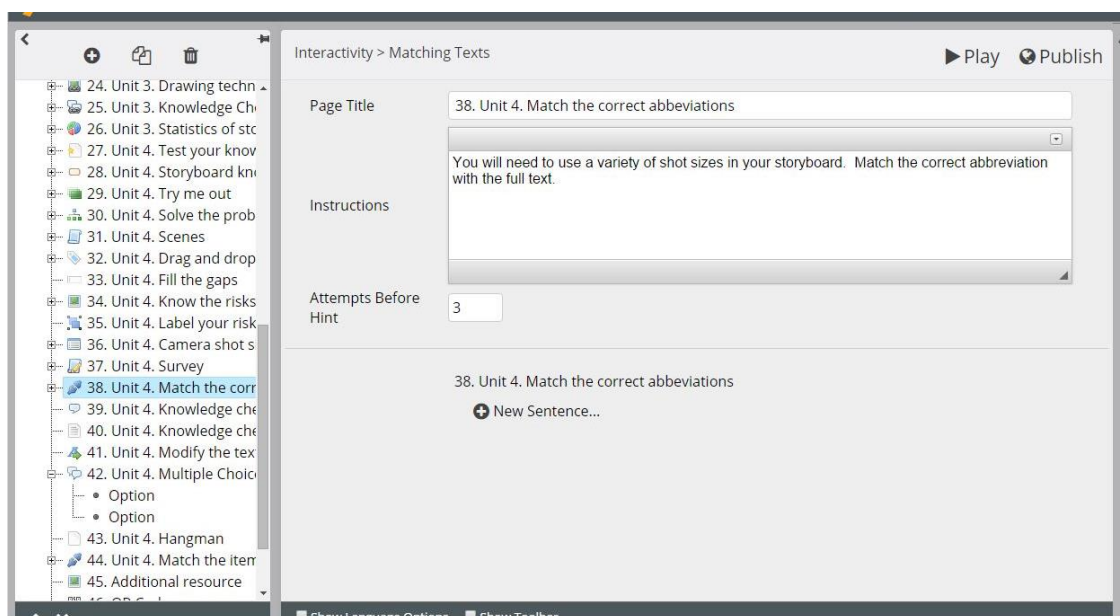 Interactivity > Matching Texts
Play
Publish
24. Unit 3. Drawing techn
25. Unit 3. Knowledge Che
26. Unit 3. Statistics of sto
27. Unit 4. Test your know
28. Unit 4. Storyboard kno
29. Unit 4. Try me out
30. Unit 4. Solve the prob
31. Unit 4. Scenes
32. Unit 4. Drag and drop
33. Unit 4. Fill the gaps
34. Unit 4. Know the risks
35. Unit 4. Label your risk
36. Unit 4. Camera shot s
37. Unit 4. Survey
38. Unit 4. Match the corr
39. Unit 4. Knowledge che
40. Unit 4. Knowledge che
41. Unit 4. Modify the tex
42. Unit 4. Multiple Choic
Option
Option
43. Unit 4. Hangman
44. Unit 4. Match the item
45. Additional resource
Page Title
38. Unit 4. Match the correct abbeviations
Instructions
You will need to use a variety of shot sizes in your storyboard. Match the correct abbreviation
with the full text.
Attempts Before
Hint
3
38. Unit 4. Match the correct abbeviations
New Sentence...
Show Language Options
Show Toolbar